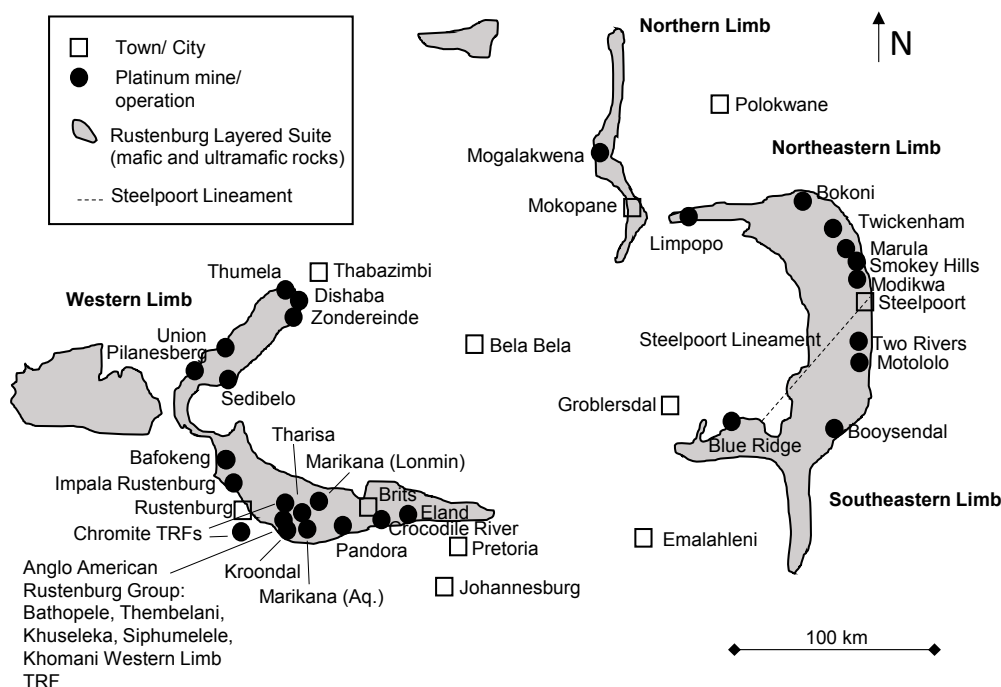 Town/ City
Platinum mine/
operation
Rustenburg Layered Suite
(mafic and ultramafic rocks)
Steelpoort Lineament
Northern Limb
N
Polokwane
Mogalakwena
Northeastern Limb
Mokopane
Bokoni
Limpopo
Twickenham
Marula
Smokey Hills
Modikwa
Steelpoort
Thumela
Thabazimbi
Western Limb
Dishaba
Zondereinde
Union
Pilanesberg
Sedibelo
Bela Bela
Steelpoort Lineament
Two Rivers
Motololo
Groblersdal
Blue Ridge
Booysendal
Tharisa
Bafokeng
Marikana (Lonmin)
Impala Rustenburg
Rustenburg
Brits
Eland
Southeastern Limb
Chromite TRFs
Crocodile River
Pandora
Pretoria
Emalahleni
Kroondal
Marikana (Aq.)
Johannesburg
Anglo American
Rustenburg Group:
Bathopele, Thembelani,
Khuseleka, Siphumelele,
Khomani Western Limb
TRF
100 km